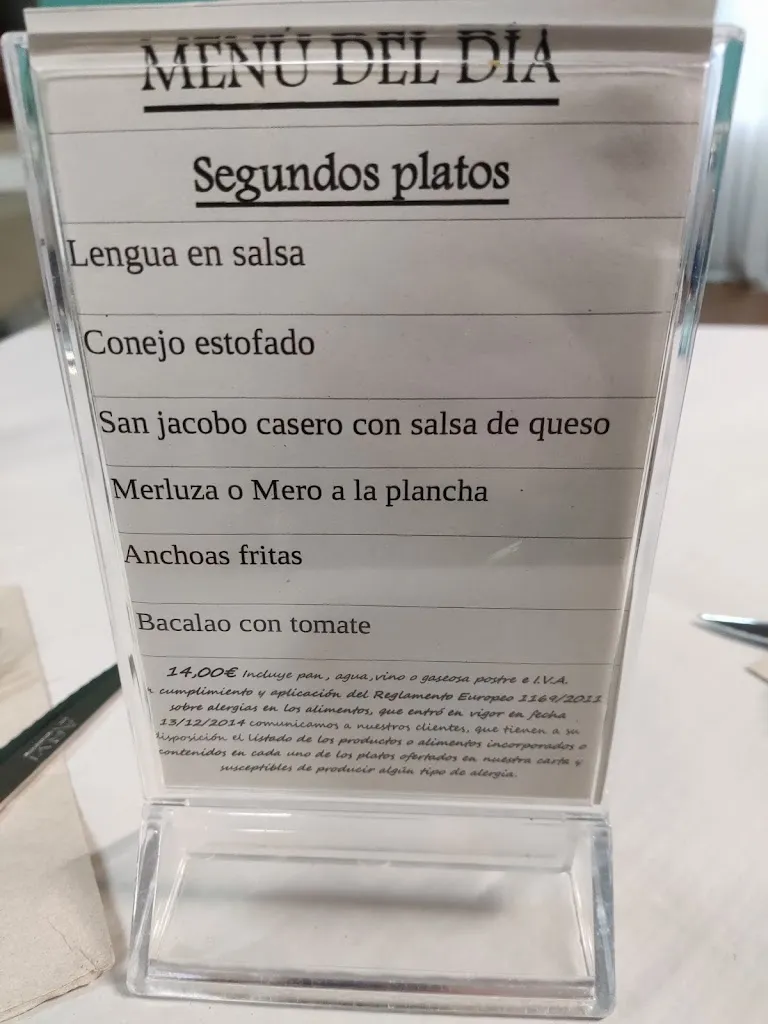 MENÚ DEL DÍA
Segundos platos
Lengua en salsa
Conejo estofado
San jacobo casero con salsa de queso
Merluza o Mero a la plancha
Anchoas fritas
Bacalao con tomate
14,00€ Incluye pan, agua, vino o gaseosa postre e I.V.A.
cumplimiento y aplicación del Reglamento Europeo 1169/2011
sobre alergias en los alimentos, que entró en vigor en fecha
13/12/2014 comunicamos a nuestros clientes, que tienen a su
disposición el listado de los productos o alimentos incorporados o
contenidos en cada uno de los platos ofertados en nuestra carta y
susceptibles de producir algún tipo de alergia.